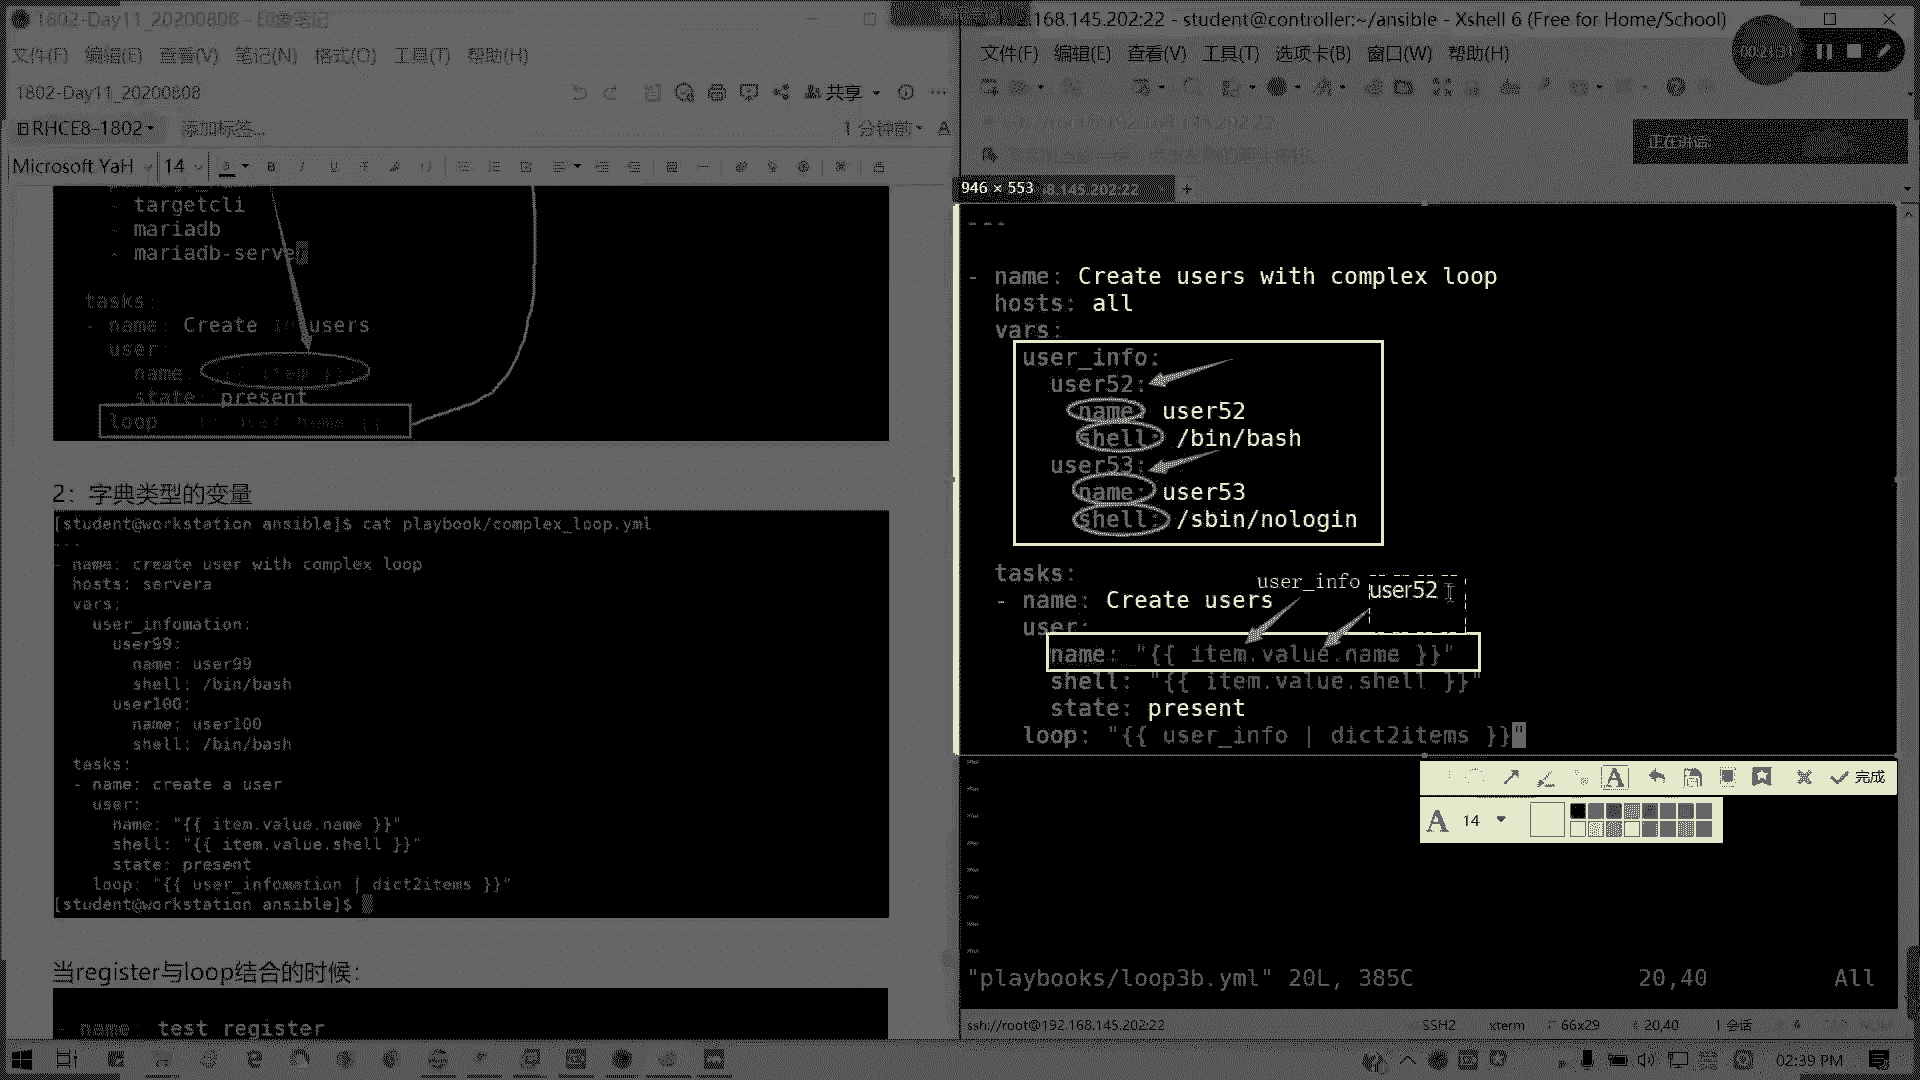 1802-Day11_20200808 - 印象笔记
文件(F) 编辑(E) 查看(V) 笔记(N) 格式(O) 工具(T) 帮助(H)
1802-Day11_20200808
共享
RHCE8-1802
添加标签...
1 分钟前
Microsoft YaH
14
- targetcli
- mariadb
- mariadb-server
tasks:
- name: Create users
user:
name:
state: present
loop
2：字典类型的变量
[student@workstation ansible]$ cat playbook/complex_loop.yml
---
- name: create user with complex loop
hosts: servera
vars:
user_infomation:
user99:
name: user99
shell: /bin/bash
user100:
name: user100
shell: /bin/bash
tasks:
- name: create a user
user:
name: "{{ item.value.name }}"
shell: "{{ item.value.shell }}"
state: present
loop: "{{ user_infomation | dict2items }}"
[student@workstation ansible]$
当register与loop结合的时候：
- name: test register
168.145.202:22 - student@controller:~/ansible - Xshell 6 (Free for Home/School)
文件(F) 编辑(E) 查看(V) 工具(T) 选项卡(B) 窗口(W) 帮助(H)
正在讲话:
946 × 553
8.145.202:22
---
- name: Create users with complex loop
hosts: all
vars:
user_info:
user52:
name: user52
shell: /bin/bash
user53:
name: user53
shell: /sbin/nologin
tasks:
user_info
user52
- name: Create users
user:
name: "{{ item.value.name }}"
shell: "{{ item.value.shell }}"
state: present
loop: "{{ user_info | dict2items }}"
完成
A 14
"playbooks/loop3b.yml" 20L, 385C 20,40 All
ssh://root@192.168.145.202:22 SSH2 xterm 66x29 20,40 1 会话
02:39 PM